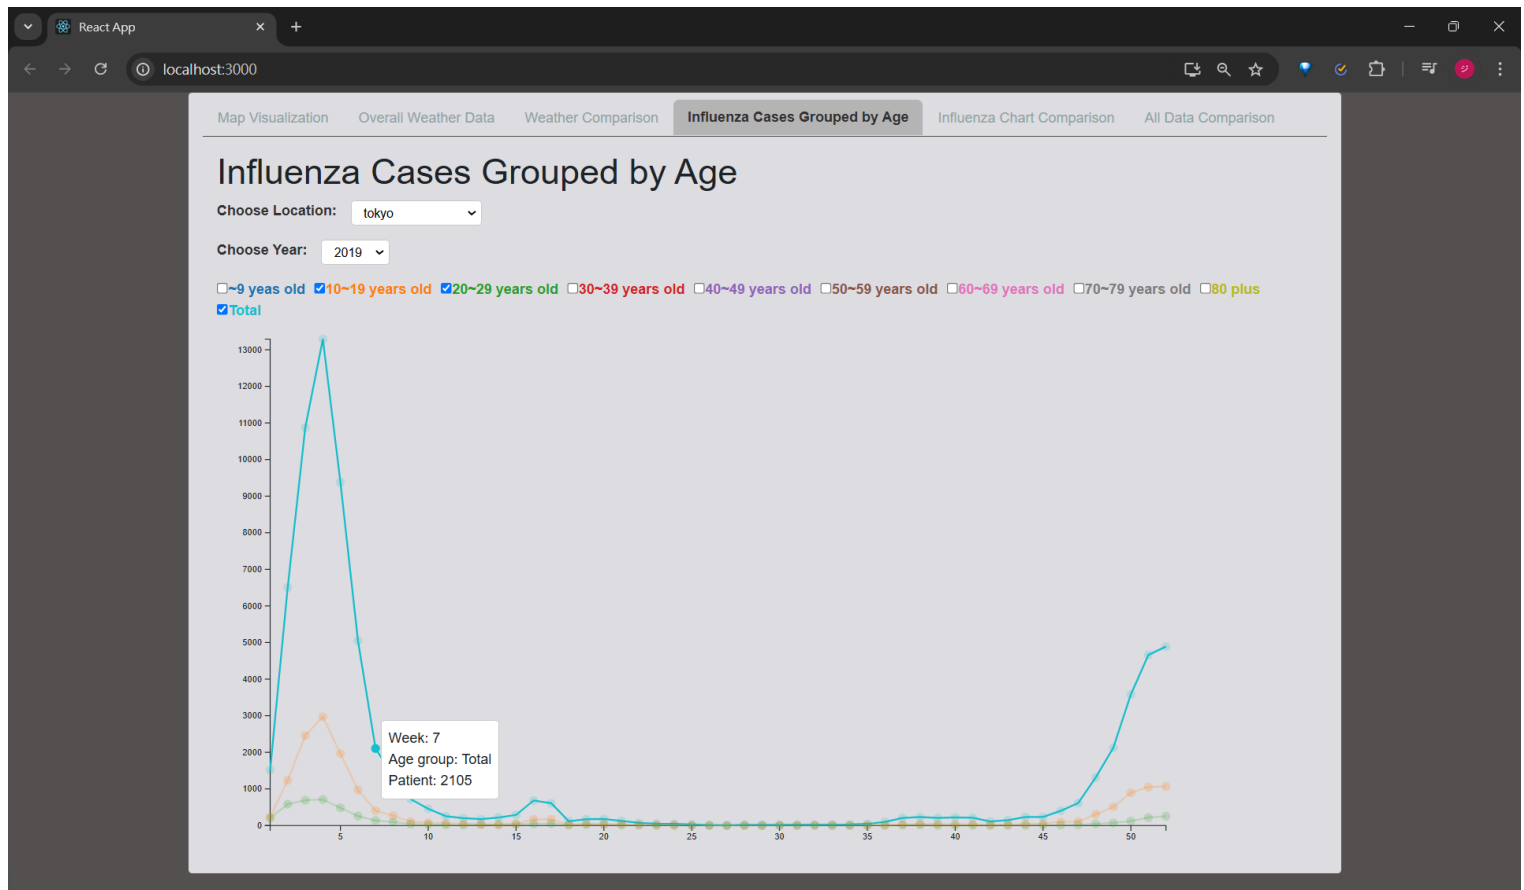 React App
localhost:3000
Map Visualization Overall Weather Data Weather Comparison Influenza Cases Grouped by Age Influenza Chart Comparison All Data Comparison
Influenza Cases Grouped by Age
Choose Location: tokyo
Choose Year: 2019
~9 yeas old 10~19 years old 20~29 years old 30~39 years old 40~49 years old 50~59 years old 60~69 years old 70~79 years old 80 plus
Total
13000
12000
11000
10000
9000
8000
7000
6000
5000
4000
3000
2000
1000
0
Week: 7
Age group: Total
Patient: 2105
5 10 15 20 25 30 35 40 45 50